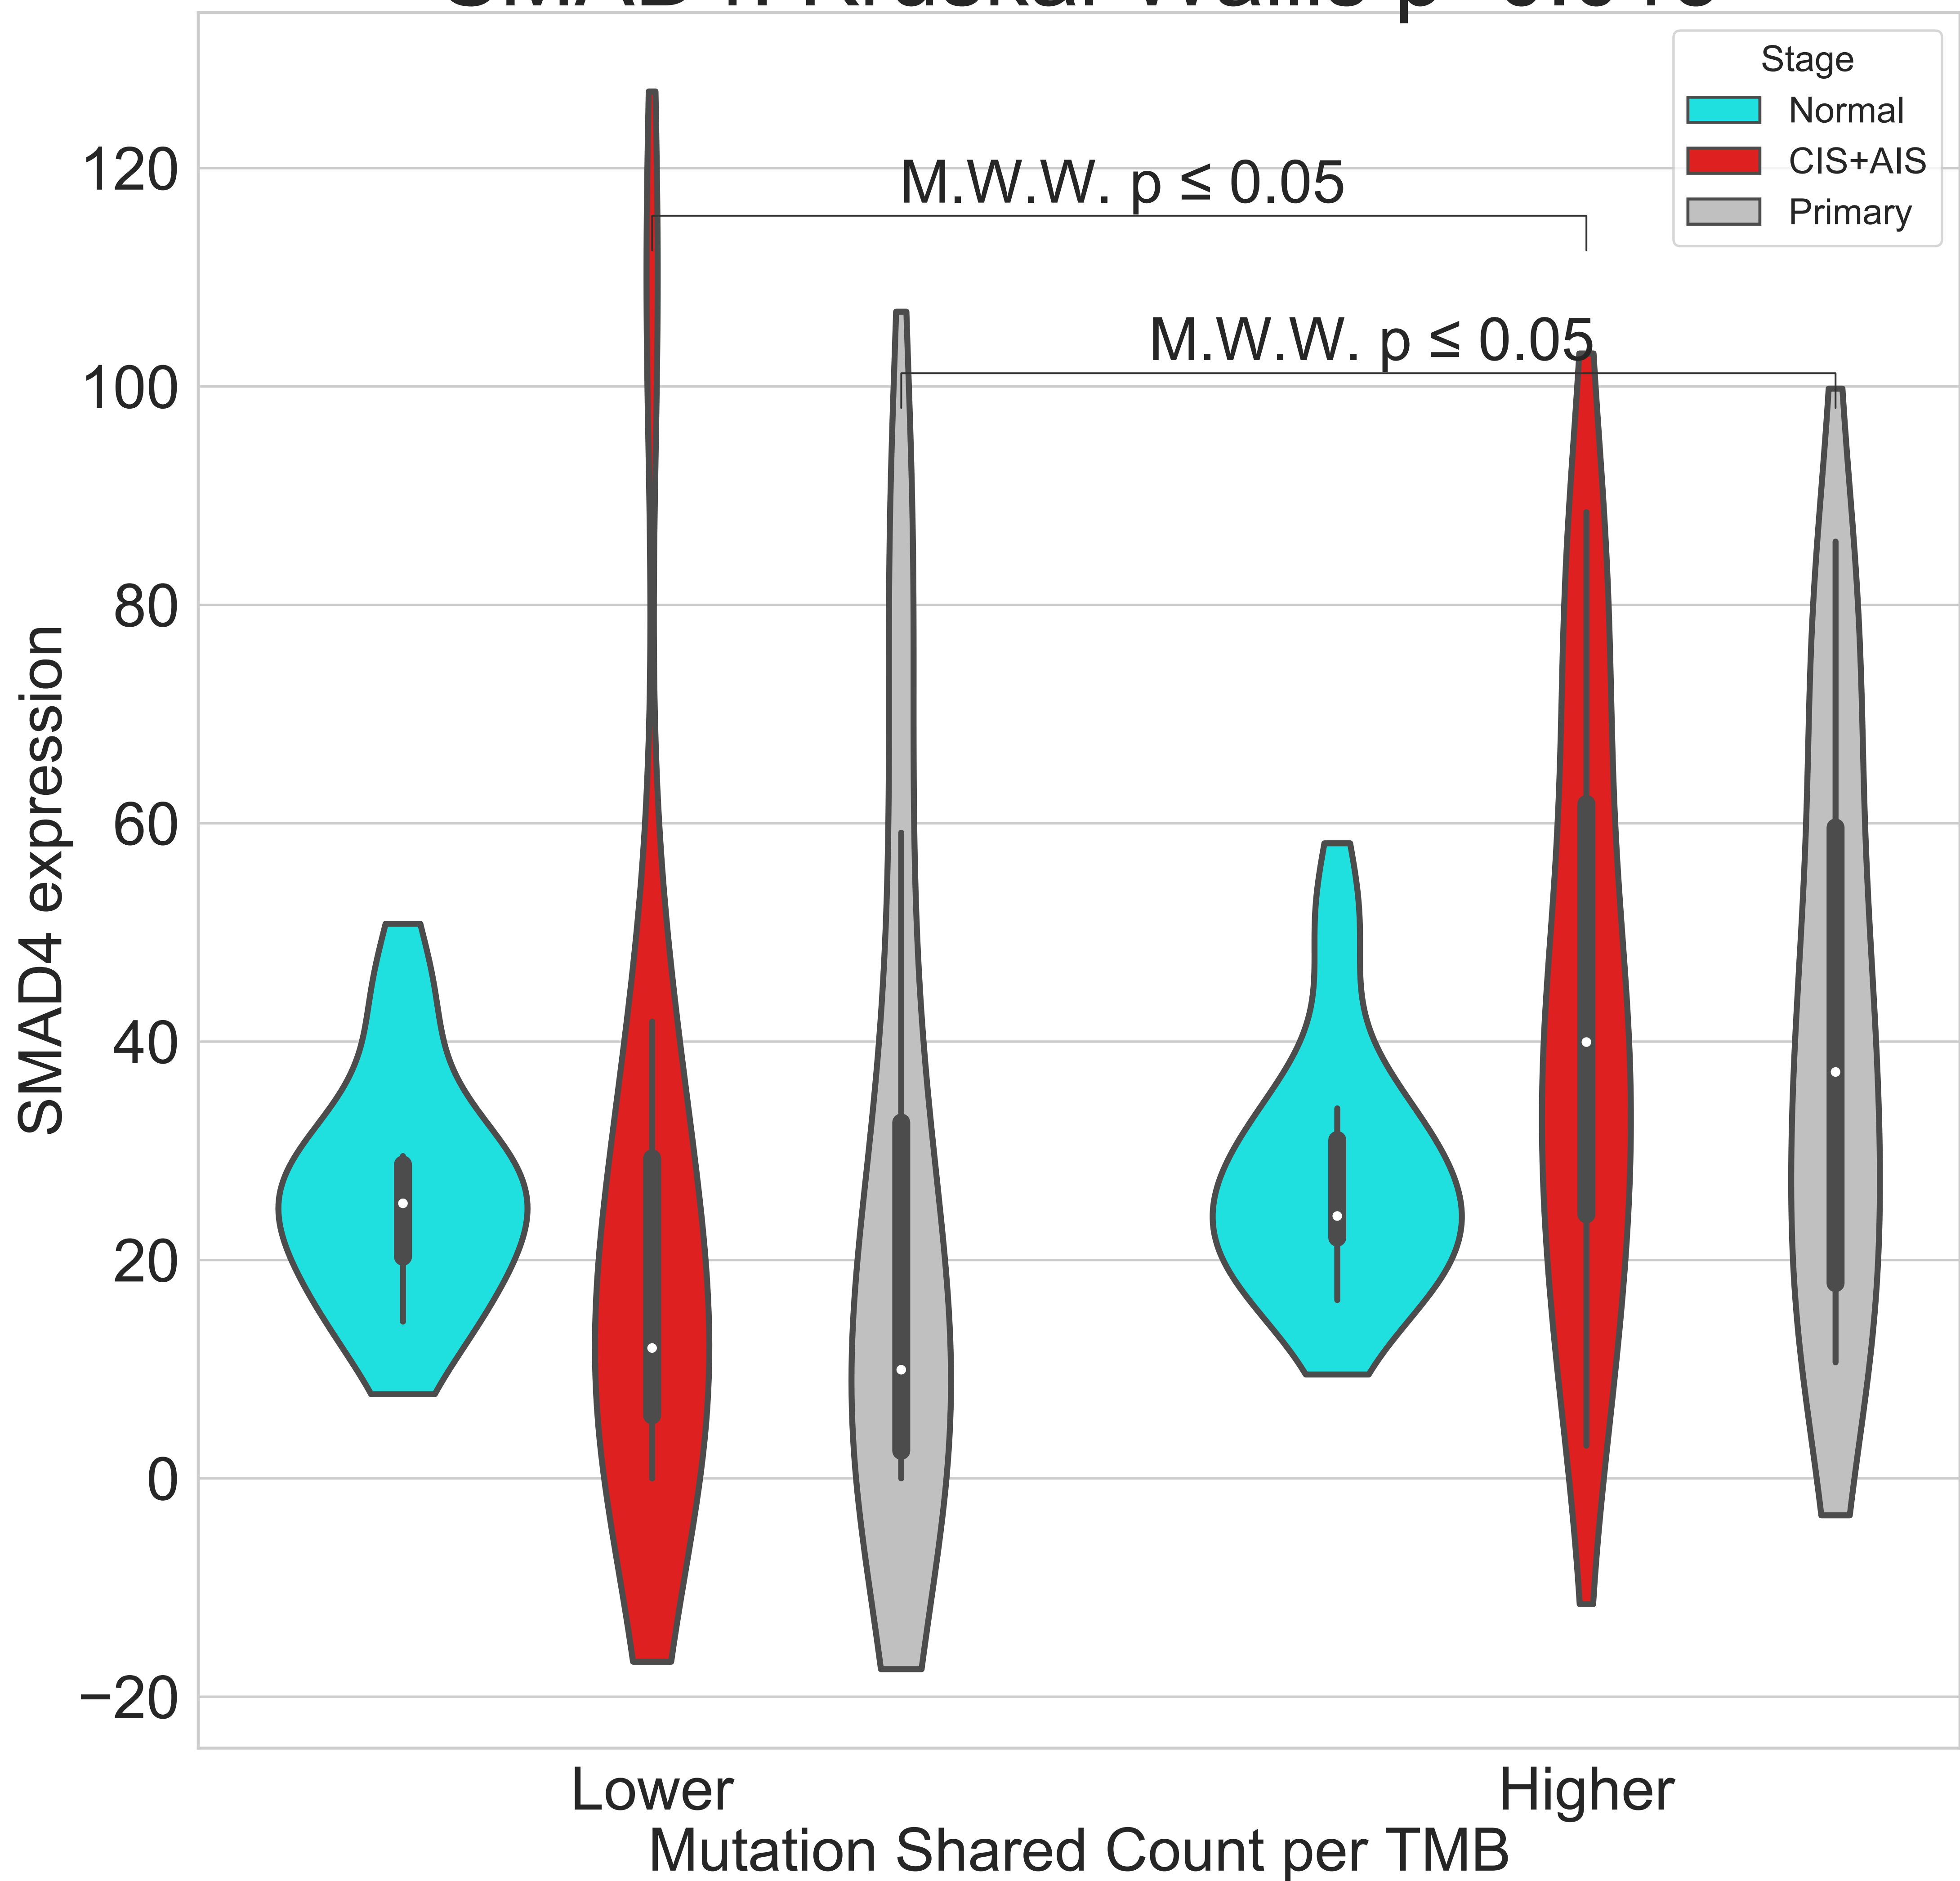 Stage
Normal
CIS+AIS
Primary
M.W.W. p ≤ 0.05
M.W.W. p ≤ 0.05
120
100
80
60
40
20
0
−20
SMAD4 expression
Lower
Higher
Mutation Shared Count per TMB